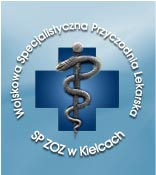 Wojskowa Specjalistyczna Przychodnia Lekarska
SP ZOZ w Kielcach